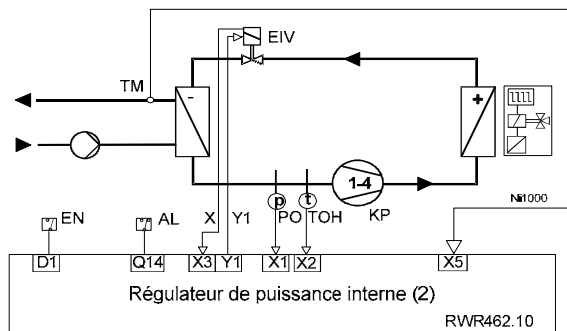 EIV
TM
-
+
1-4
p
t
PO
TOH
KP
Ni1000
EN
AL
X
Y1
D1
Q14
X3
Y1
X1
X2
X5
Régulateur de puissance interne (2)
RWR462.10